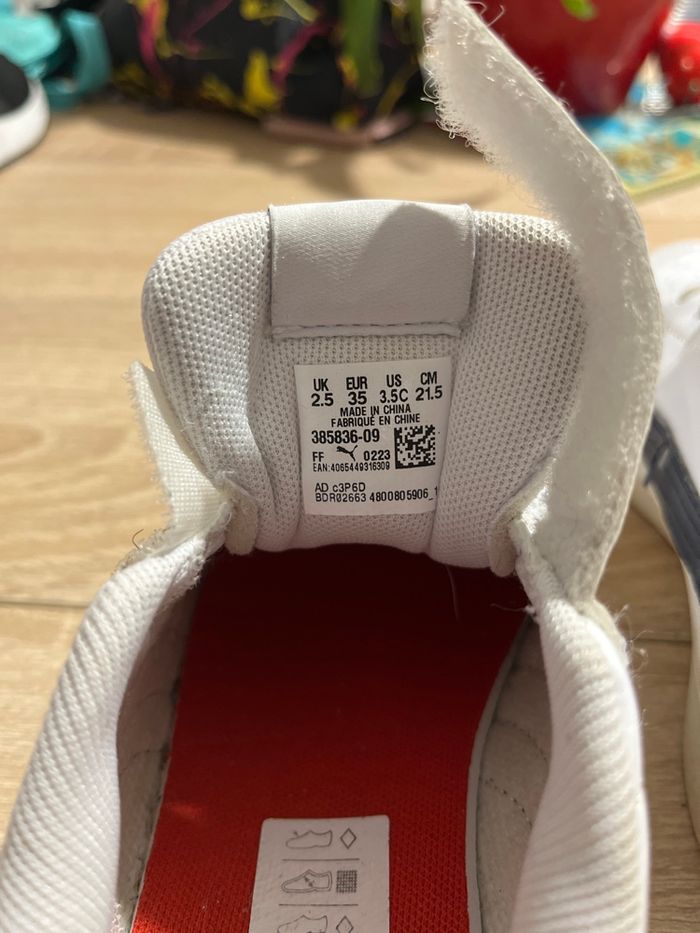 UK EUR US CM
2.5 35 3.5C 21.5
MADE IN CHINA
FABRIQUÉ EN CHINE
385836-09
FF 0223
EAN:4065449316309
AD c3P6D
BDR02663 4800805906_1